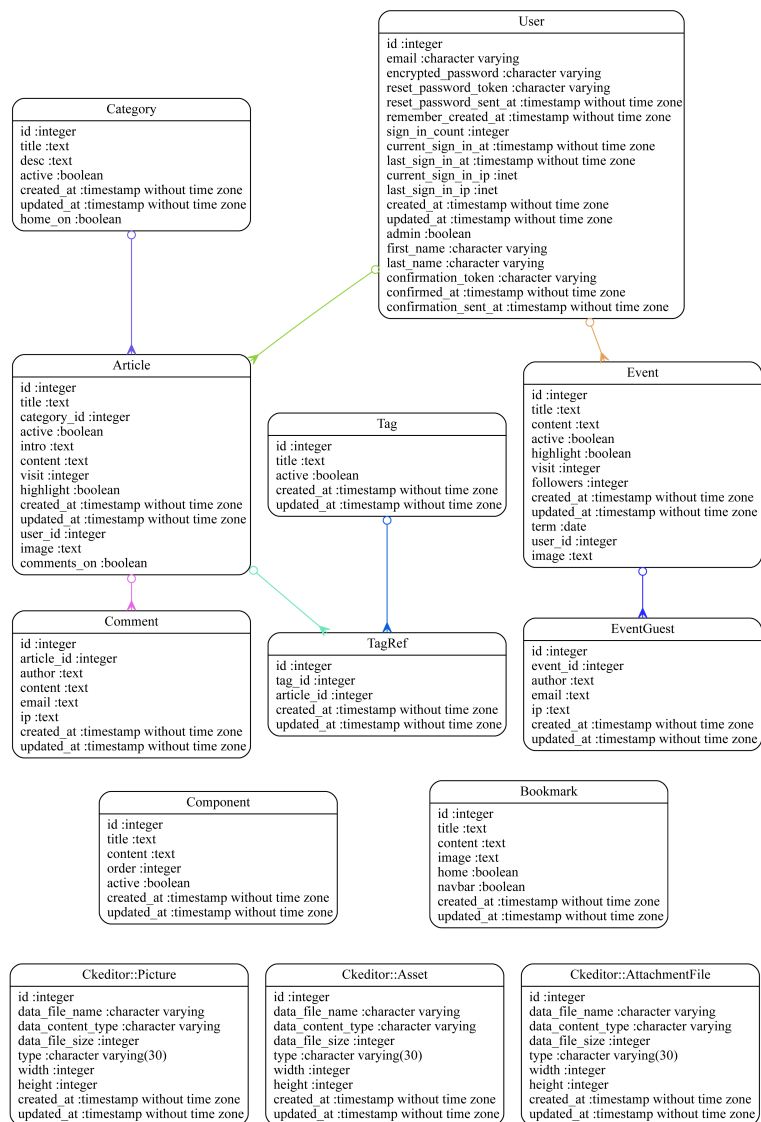 User
id :integer
email :character varying
encrypted_password :character varying
reset_password_token :character varying
reset_password_sent_at :timestamp without time zone
remember_created_at :timestamp without time zone
sign_in_count :integer
current_sign_in_at :timestamp without time zone
last_sign_in_at :timestamp without time zone
current_sign_in_ip :inet
last_sign_in_ip :inet
created_at :timestamp without time zone
updated_at :timestamp without time zone
admin :boolean
first_name :character varying
last_name :character varying
confirmation_token :character varying
confirmed_at :timestamp without time zone
confirmation_sent_at :timestamp without time zone
Category
id :integer
title :text
desc :text
active :boolean
created_at :timestamp without time zone
updated_at :timestamp without time zone
home_on :boolean
Article
id :integer
title :text
category_id :integer
active :boolean
intro :text
content :text
visit :integer
highlight :boolean
created_at :timestamp without time zone
updated_at :timestamp without time zone
user_id :integer
image :text
comments_on :boolean
Tag
id :integer
title :text
active :boolean
created_at :timestamp without time zone
updated_at :timestamp without time zone
Event
id :integer
title :text
content :text
active :boolean
highlight :boolean
visit :integer
followers :integer
created_at :timestamp without time zone
updated_at :timestamp without time zone
term :date
user_id :integer
image :text
Comment
id :integer
article_id :integer
author :text
content :text
email :text
ip :text
created_at :timestamp without time zone
updated_at :timestamp without time zone
TagRef
id :integer
tag_id :integer
article_id :integer
created_at :timestamp without time zone
updated_at :timestamp without time zone
EventGuest
id :integer
event_id :integer
author :text
email :text
ip :text
created_at :timestamp without time zone
updated_at :timestamp without time zone
Component
id :integer
title :text
content :text
order :integer
active :boolean
created_at :timestamp without time zone
updated_at :timestamp without time zone
Bookmark
id :integer
title :text
content :text
image :text
home :boolean
navbar :boolean
created_at :timestamp without time zone
updated_at :timestamp without time zone
Ckeditor::Picture
id :integer
data_file_name :character varying
data_content_type :character varying
data_file_size :integer
type :character varying(30)
width :integer
height :integer
created_at :timestamp without time zone
updated_at :timestamp without time zone
Ckeditor::Asset
id :integer
data_file_name :character varying
data_content_type :character varying
data_file_size :integer
type :character varying(30)
width :integer
height :integer
created_at :timestamp without time zone
updated_at :timestamp without time zone
Ckeditor::AttachmentFile
id :integer
data_file_name :character varying
data_content_type :character varying
data_file_size :integer
type :character varying(30)
width :integer
height :integer
created_at :timestamp without time zone
updated_at :timestamp without time zone